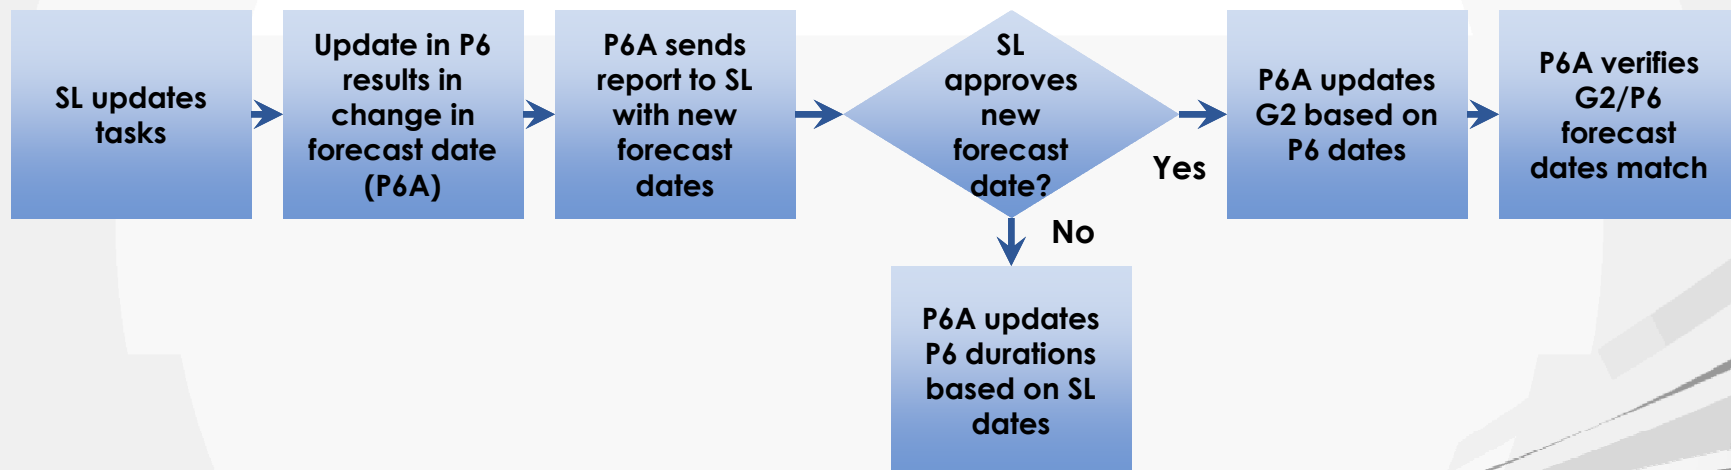 SL updates
tasks
Update in P6
results in
change in
forecast date
(P6A)
P6A sends
report to SL
with new
forecast
dates
SL
approves
new
forecast
date?
Yes
No
P6A updates
G2 based on
P6 dates
P6A verifies
G2/P6
forecast
dates match
P6A updates
P6 durations
based on SL
dates